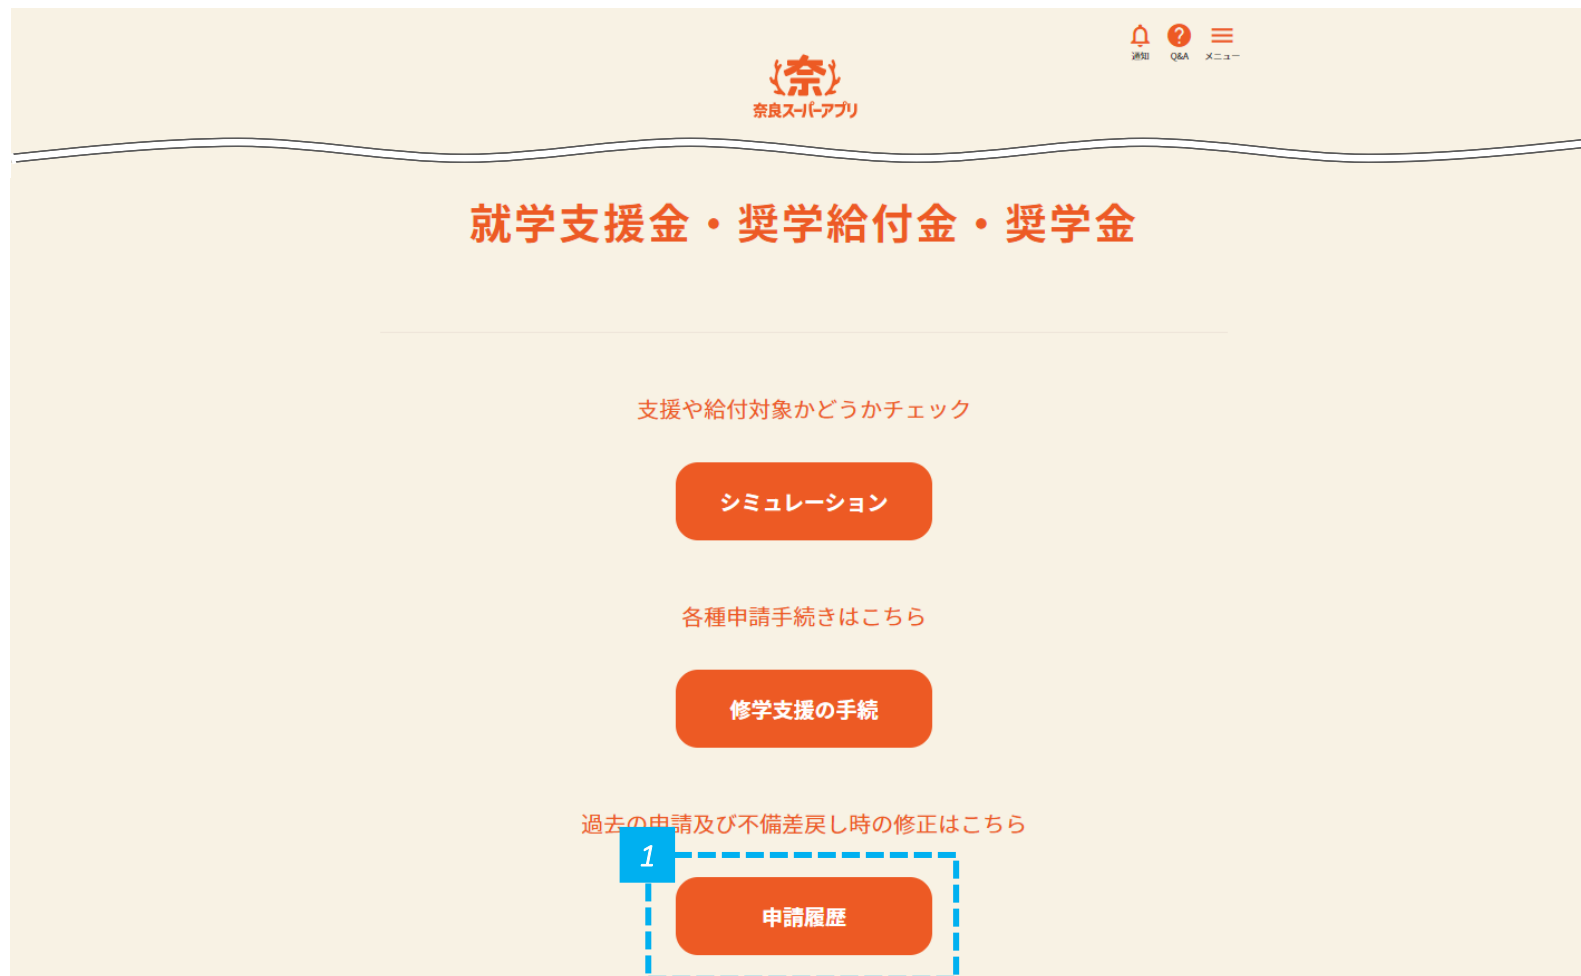 通知 Q&A メニュー
奈
奈良スーパーアプリ
就学支援金・奨学給付金・奨学金
支援や給付対象かどうかチェック
シミュレーション
各種申請手続きはこちら
修学支援の手続
過去の申請及び不備差戻し時の修正はこちら
1
申請履歴